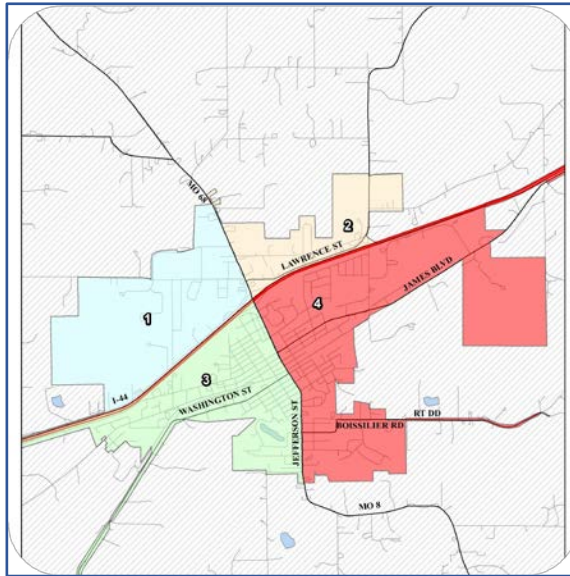 MO 68
2
LAWRENCE ST
JAMES BLVD
4
1
3
I-44
WASHINGTON ST
JEFFERSON ST
RT DD
BOISSILIER RD
MO 8